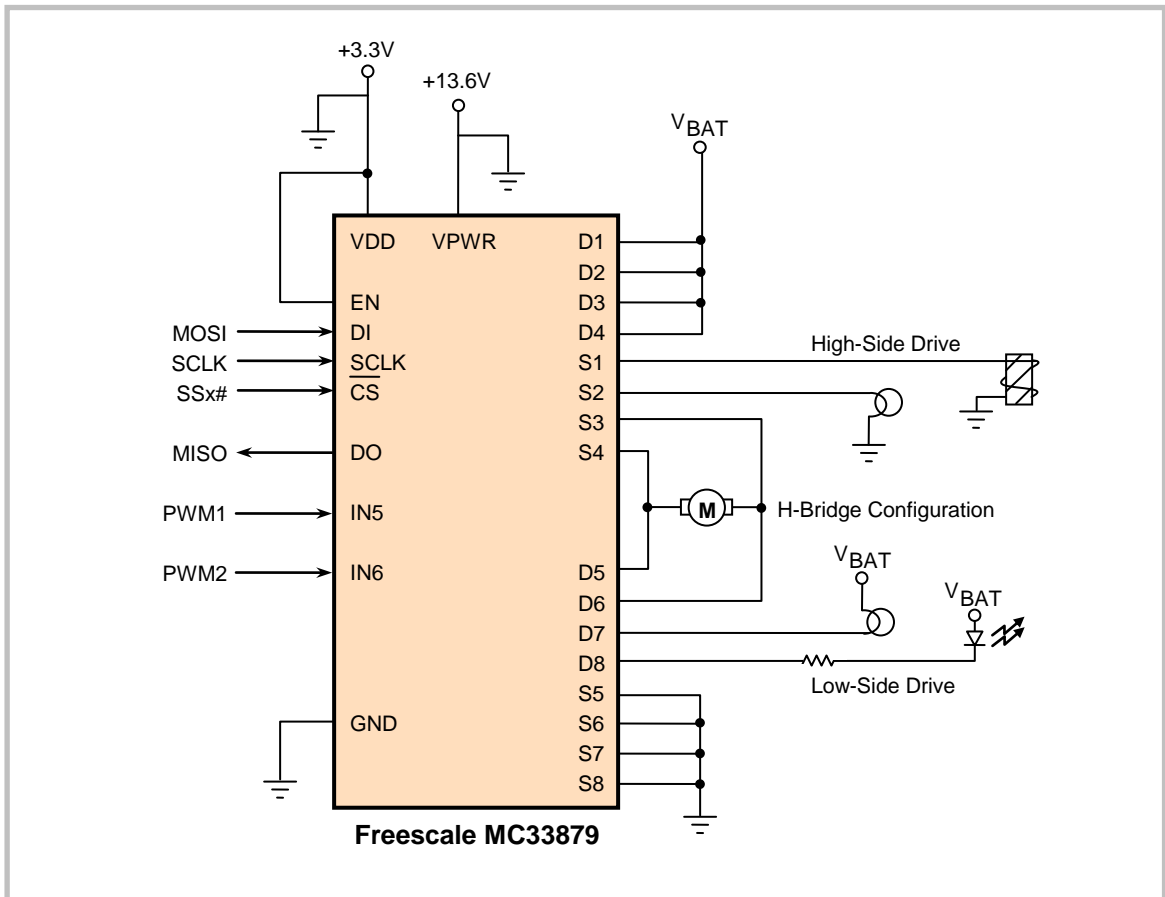 +3.3V
+13.6V
VBAT
VDD
VPWR
D1
D2
EN
D3
MOSI
DI
D4
High-Side Drive
SCLK
SCLK
S1
SSx#
CS
S2
S3
MISO
DO
S4
PWM1
IN5
M
H-Bridge Configuration
VBAT
PWM2
IN6
D5
VBAT
D6
D7
D8
Low-Side Drive
S5
GND
S6
S7
S8
Freescale MC33879